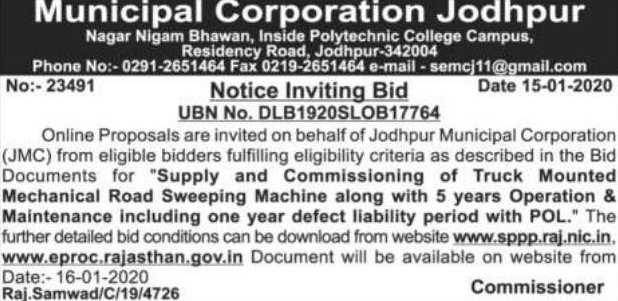 Municipal Corporation Jodhpur
Nagar Nigam Bhawan, Inside Polytechnic College Campus,
Residency Road, Jodhpur-342004
Phone No:- 0291-2651464 Fax 0219-2651464 e-mail - semcj11@gmail.com
No:- 23491 Notice Inviting Bid Date 15-01-2020
UBN No. DLB1920SLOB17764
Online Proposals are invited on behalf of Jodhpur Municipal Corporation
(JMC) from eligible bidders fulfilling eligibility criteria as described in the Bid
Documents for "Supply and Commissioning of Truck Mounted
Mechanical Road Sweeping Machine along with 5 years Operation &
Maintenance including one year defect liability period with POL." The
further detailed bid conditions can be download from website www.sppp.raj.nic.in,
www.eproc.rajasthan.gov.in Document will be available on website from
Date:- 16-01-2020
Raj.Samwad/C/19/4726 Commissioner